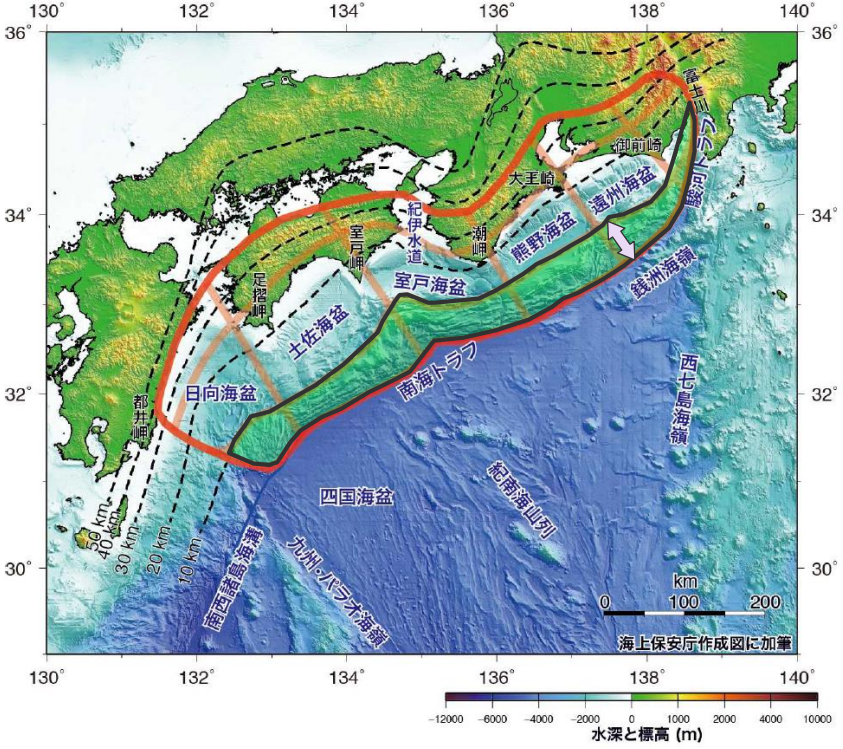 130° 132° 134° 136° 138° 140°
36° 36°
富士川
駿河トラフ
御前崎
大王崎
遠州海盆
34° 34°
紀伊水道
潮岬
熊野海盆
室戸岬
室戸海盆
銭洲海嶺
足摺岬
土佐海盆
南海トラフ
西七島海嶺
32° 32°
日向海盆
都井岬
四国海盆
紀南海山列
50 km
40 km
30 km
20 km
10 km
30° 30°
南西諸島海溝
九州・パラオ海嶺
km
0 100 200
海上保安庁作成図に加筆
130° 132° 134° 136° 138° 140°
-12000 -6000 -4000 -2000 0 2000 4000 10000
水深と標高 (m)